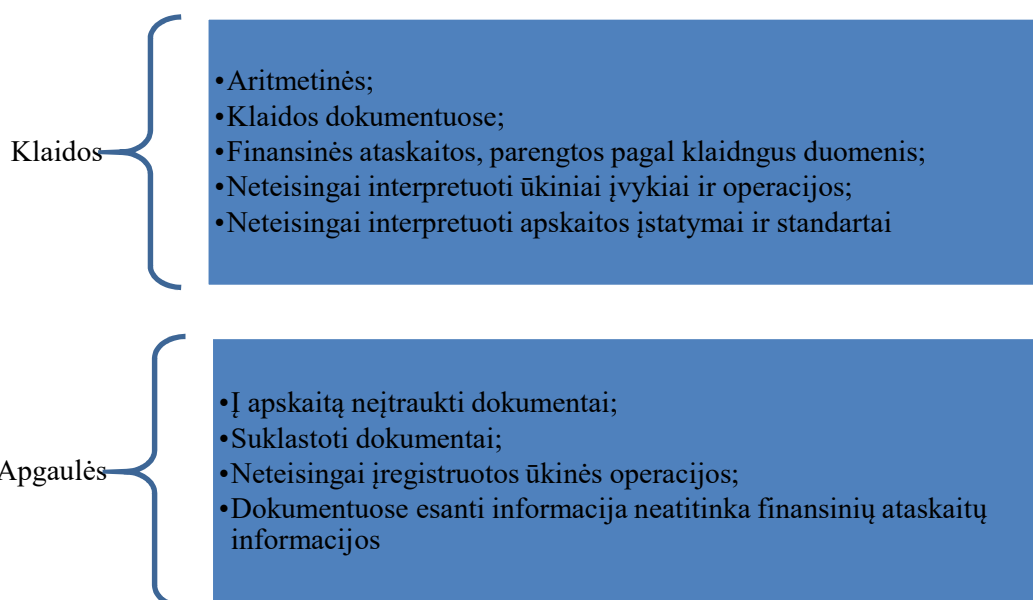 Klaidos
•Aritmetinės;
•Klaidos dokumentuose;
•Finansinės ataskaitos, parengtos pagal klaidngus duomenis;
•Neteisingai interpretuoti ūkiniai įvykiai ir operacijos;
•Neteisingai interpretuoti apskaitos įstatymai ir standartai
Apgaulės
•Į apskaitą neįtraukti dokumentai;
•Suklastoti dokumentai;
•Neteisingai įregistruotos ūkinės operacijos;
•Dokumentuose esanti informacija neatitinka finansinių ataskaitų
informacijos